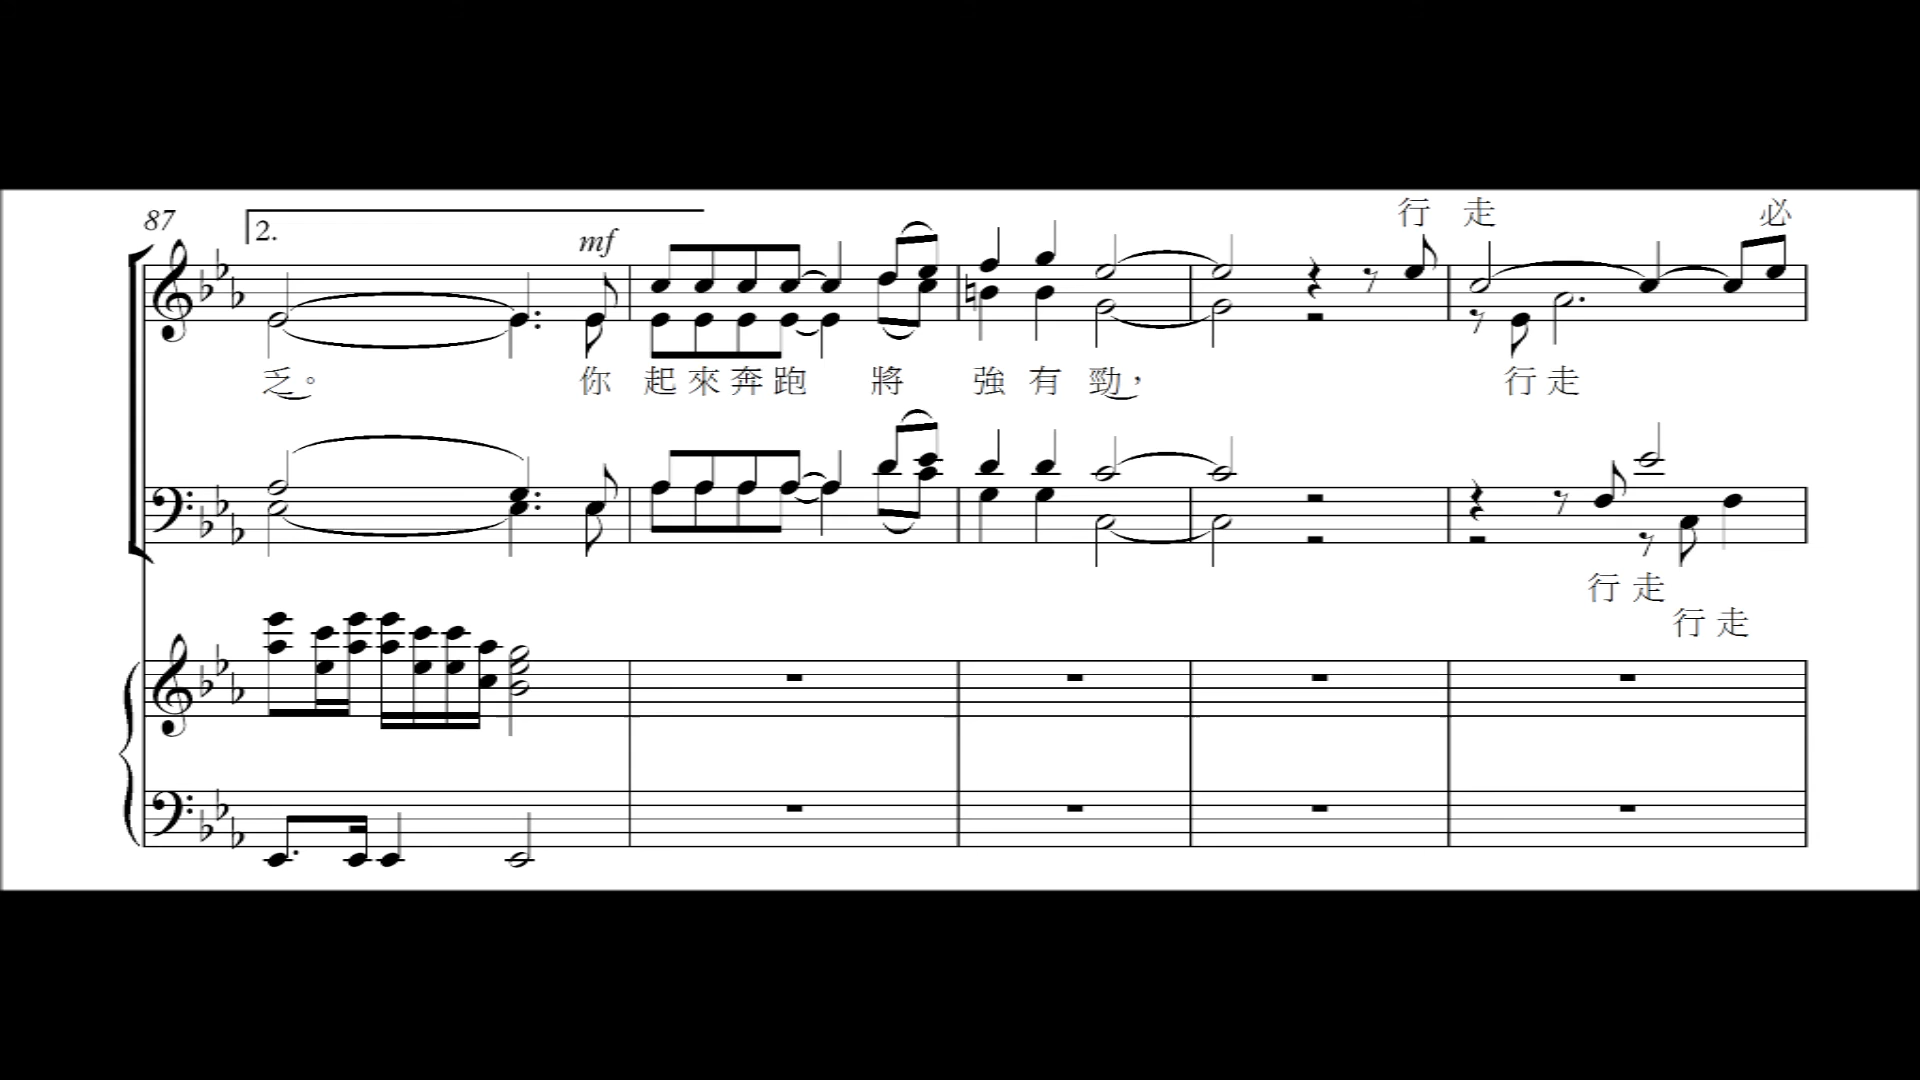 行 走 必
87
2.
mf
乏。 你 起 來 奔 跑 將 強 有 勁， 行 走
行 走
行 走